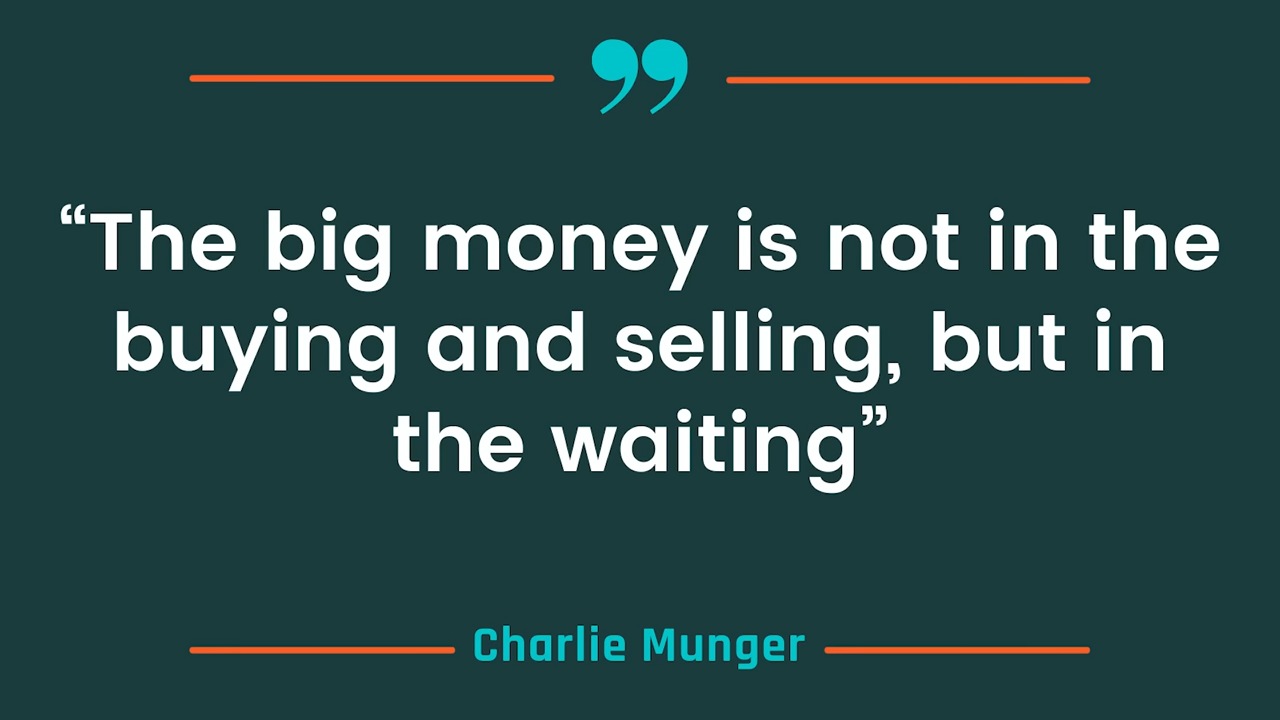 ”
“The big money is not in the
buying and selling, but in
the waiting”
Charlie Munger